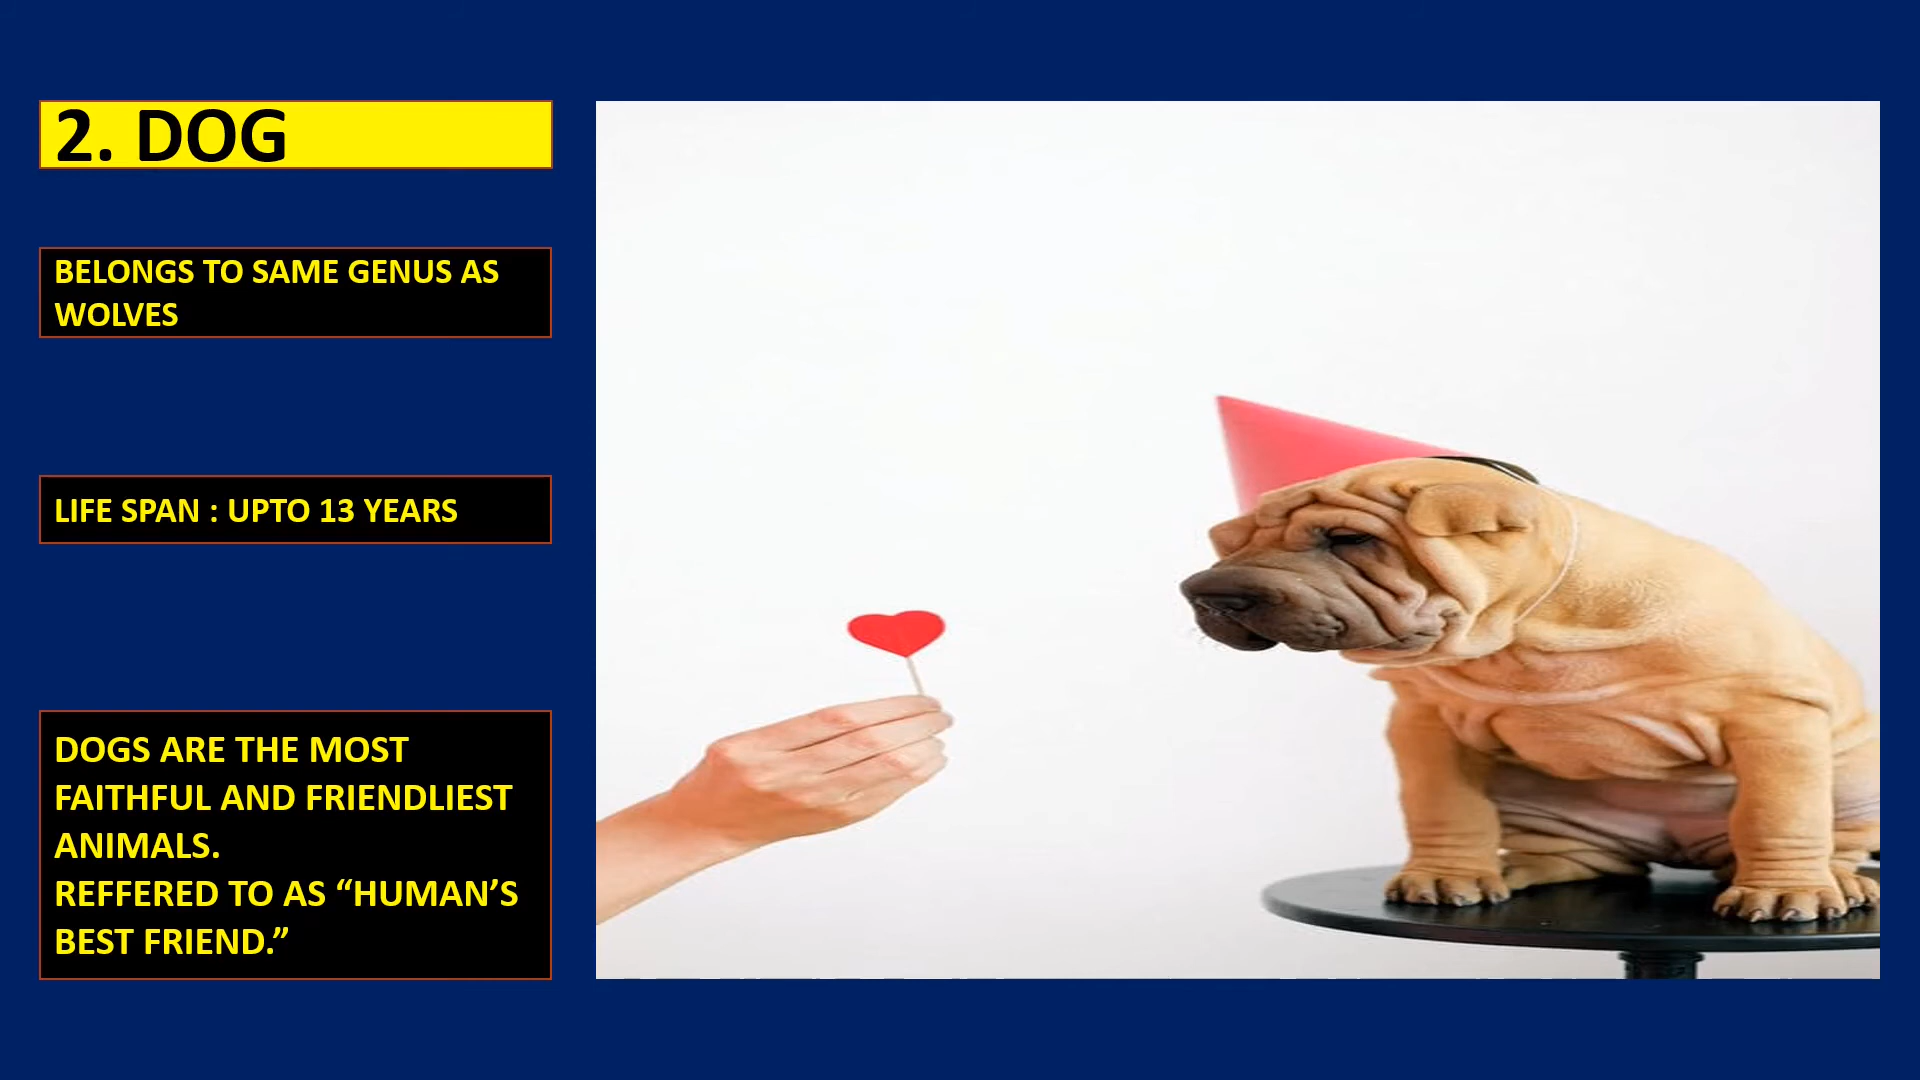 2. DOG
BELONGS TO SAME GENUS AS
WOLVES
LIFE SPAN : UPTO 13 YEARS
DOGS ARE THE MOST
FAITHFUL AND FRIENDLIEST
ANIMALS.
REFFERED TO AS “HUMAN’S
BEST FRIEND.”